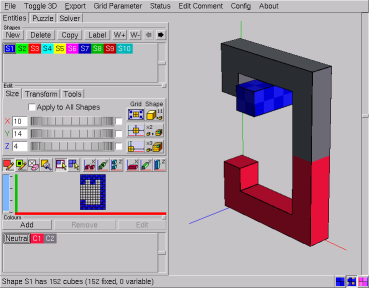 File Toggle 3D Export Grid Parameter Status Edit Comment Config About
Entities Puzzle Solver
Shapes
New Delete Copy Label W+ W-
S1 S2 S3 S4 S5 S6 S7 S8 S9 S10
Edit
Size Transform Tools
Apply to All Shapes
Grid Shape
X 10
Y 14
Z 4
Colours
Add Remove Edit
Neutral C1 C2
Shape S1 has 152 cubes (152 fixed, 0 variable)